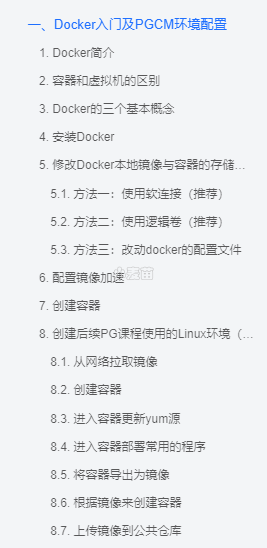 一、Docker入门及PGCM环境配置
1. Docker简介
2. 容器和虚拟机的区别
3. Docker的三个基本概念
4. 安装Docker
5. 修改Docker本地镜像与容器的存储...
5.1. 方法一：使用软连接（推荐）
5.2. 方法二：使用逻辑卷（推荐）
5.3. 方法三：改动docker的配置文件
6. 配置镜像加速
7. 创建容器
8. 创建后续PG课程使用的Linux环境（...
8.1. 从网络拉取镜像
8.2. 创建容器
8.3. 进入容器更新yum源
8.4. 进入容器部署常用的程序
8.5. 将容器导出为镜像
8.6. 根据镜像来创建容器
8.7. 上传镜像到公共仓库